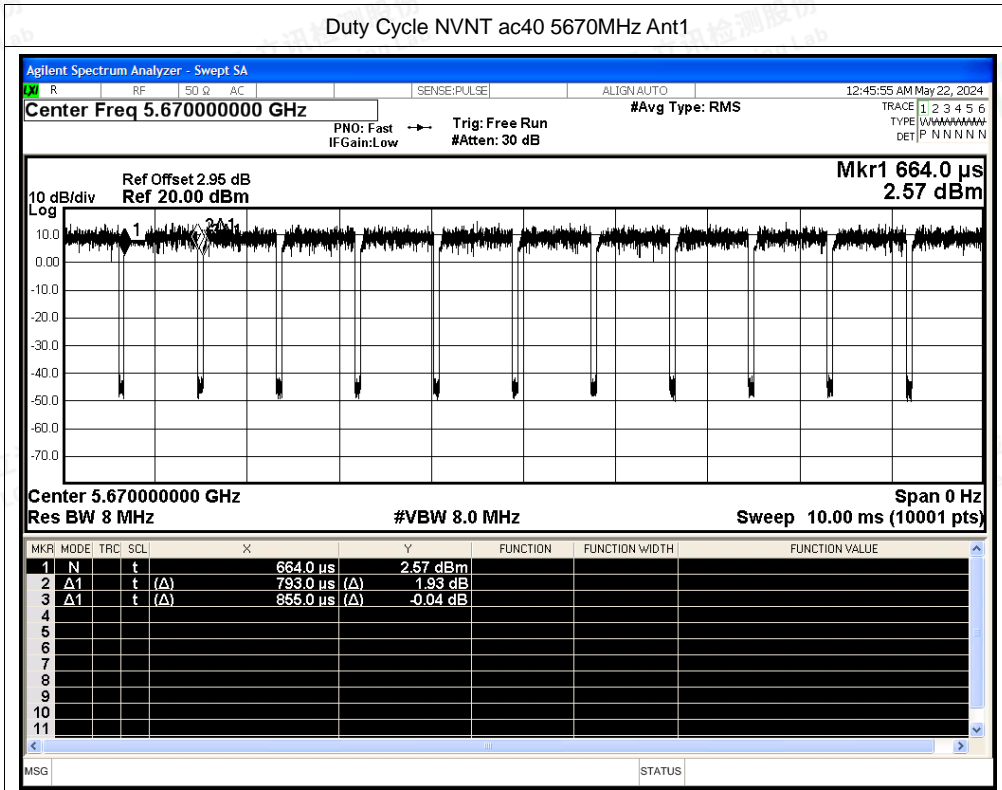 Duty Cycle NVNT ac40 5670MHz Ant1
Agilent Spectrum Analyzer - Swept SA
LXI R RF 50 Ω AC SENSE:PULSE ALIGN AUTO 12:45:55 AM May 22, 2024
Center Freq 5.670000000 GHz #Avg Type: RMS TRACE 1 2 3 4 5 6
PNO: Fast Trig: Free Run TYPE WWWWWW
IFGain:Low #Atten: 30 dB DET P N N N N N
Mkr1 664.0 µs
Ref Offset 2.95 dB
10 dB/div Ref 20.00 dBm 2.57 dBm
Log
1 2Δ1
10.0
0.00
-10.0
-20.0
-30.0
-40.0
-50.0
-60.0
-70.0
Center 5.670000000 GHz Span 0 Hz
Res BW 8 MHz #VBW 8.0 MHz Sweep 10.00 ms (10001 pts)
MKR MODE TRC SCL X Y FUNCTION FUNCTION WIDTH FUNCTION VALUE
1 N t 664.0 µs 2.57 dBm
2 Δ1 t (Δ) 793.0 µs (Δ) 1.93 dB
3 Δ1 t (Δ) 855.0 µs (Δ) -0.04 dB
4
5
6
7
8
9
10
11
MSG STATUS